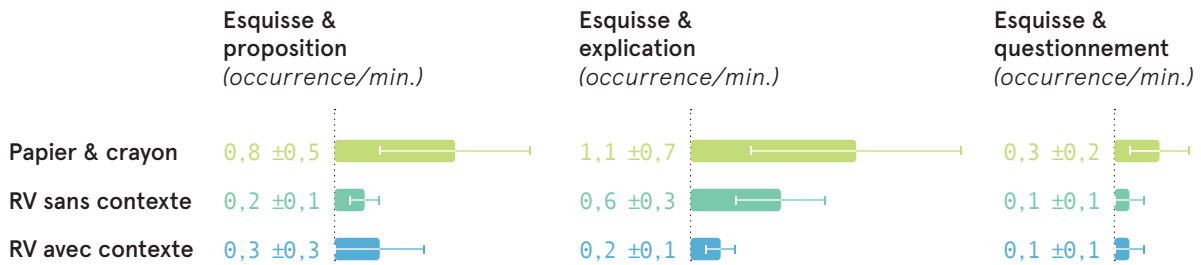 Esquisse &
proposition
(occurrence/min.)
Esquisse &
explication
(occurrence/min.)
Esquisse &
questionnement
(occurrence/min.)
Papier & crayon 0,8 ±0,5 1,1 ±0,7 0,3 ±0,2
RV sans contexte 0,2 ±0,1 0,6 ±0,3 0,1 ±0,1
RV avec contexte 0,3 ±0,3 0,2 ±0,1 0,1 ±0,1